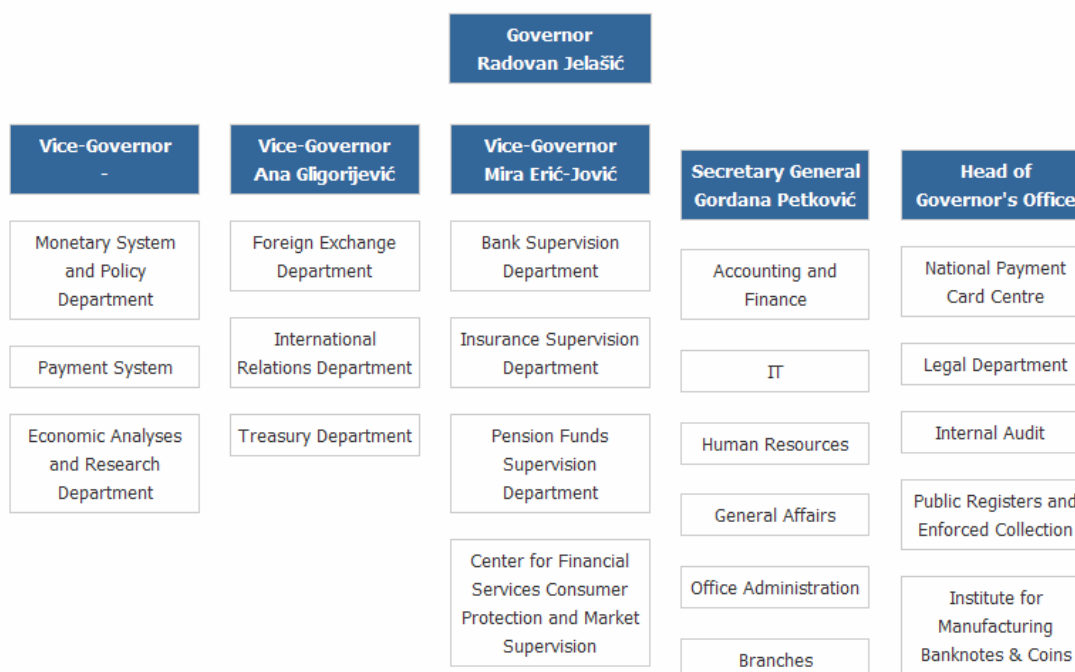 Governor
Radovan Jelašić
Vice-Governor
-
Monetary System
and Policy
Department
Payment System
Economic Analyses
and Research
Department
Vice-Governor
Ana Gligorijević
Foreign Exchange
Department
International
Relations Department
Treasury Department
Vice-Governor
Mira Erić-Jović
Bank Supervision
Department
Insurance Supervision
Department
Pension Funds
Supervision
Department
Center for Financial
Services Consumer
Protection and Market
Supervision
Secretary General
Gordana Petković
Accounting and
Finance
IT
Human Resources
General Affairs
Office Administration
Branches
Head of
Governor's Office
National Payment
Card Centre
Legal Department
Internal Audit
Public Registers and
Enforced Collection
Institute for
Manufacturing
Banknotes & Coins